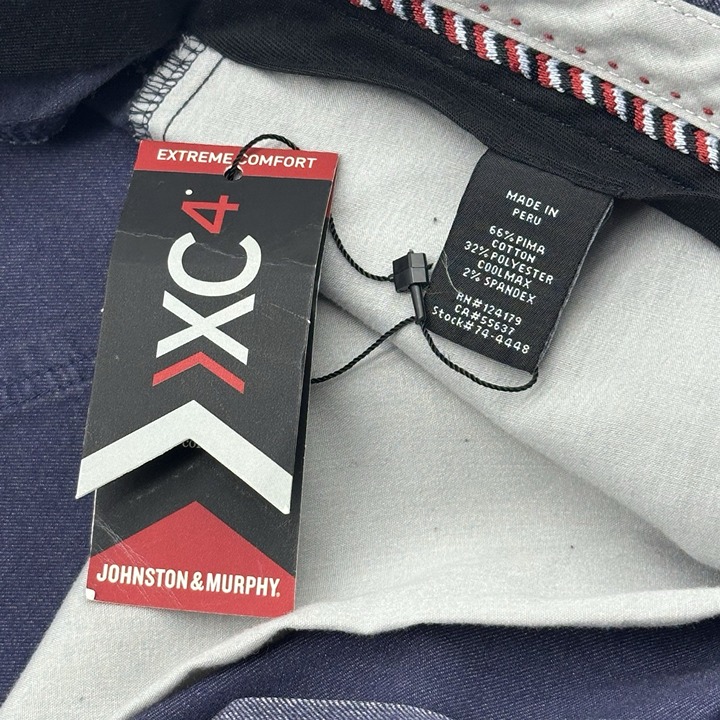 EXTREME COMFORT
XC4
JOHNSTON & MURPHY.
MADE IN
PERU
66% PIMA
COTTON
32% POLYESTER
COOLMAX
2% SPANDEX
RN#124179
CA#55637
Stock#74-4448